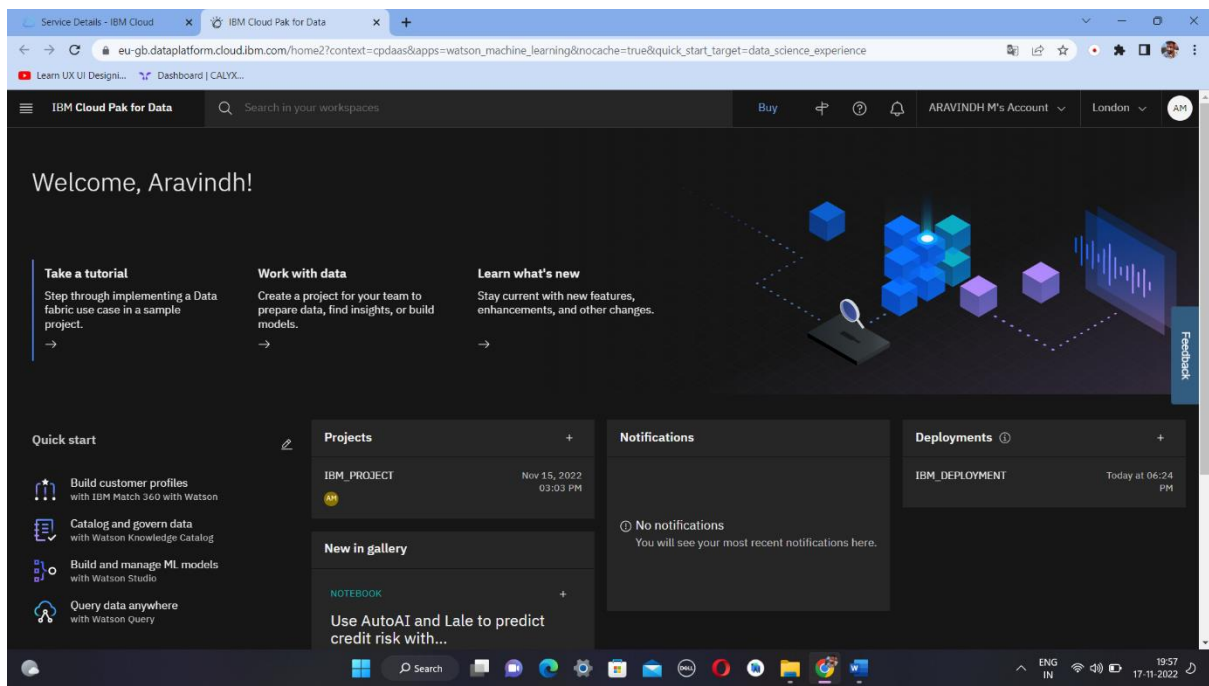 Service Details - IBM Cloud
IBM Cloud Pak for Data
eu-gb.dataplatform.cloud.ibm.com/home2?context=cpdaas&apps=watson_machine_learning&nocache=true&quick_start_target=data_science_experience
Learn UX UI Designi...
Dashboard | CALYX...
IBM Cloud Pak for Data
Search in your workspaces
Buy
ARAVINDH M's Account
London
AM
Welcome, Aravindh!
Take a tutorial
Step through implementing a Data
fabric use case in a sample
project.
Work with data
Create a project for your team to
prepare data, find insights, or build
models.
Learn what's new
Stay current with new features,
enhancements, and other changes.
Feedback
Quick start
Build customer profiles
with IBM Match 360 with Watson
Catalog and govern data
with Watson Knowledge Catalog
Build and manage ML models
with Watson Studio
Query data anywhere
with Watson Query
Projects
IBM_PROJECT
Nov 15, 2022
03:03 PM
AM
New in gallery
NOTEBOOK
Use AutoAI and Lale to predict
credit risk with...
Notifications
No notifications
You will see your most recent notifications here.
Deployments
IBM_DEPLOYMENT
Today at 06:24
PM
Search
DELL
ENG
IN
19:57
17-11-2022